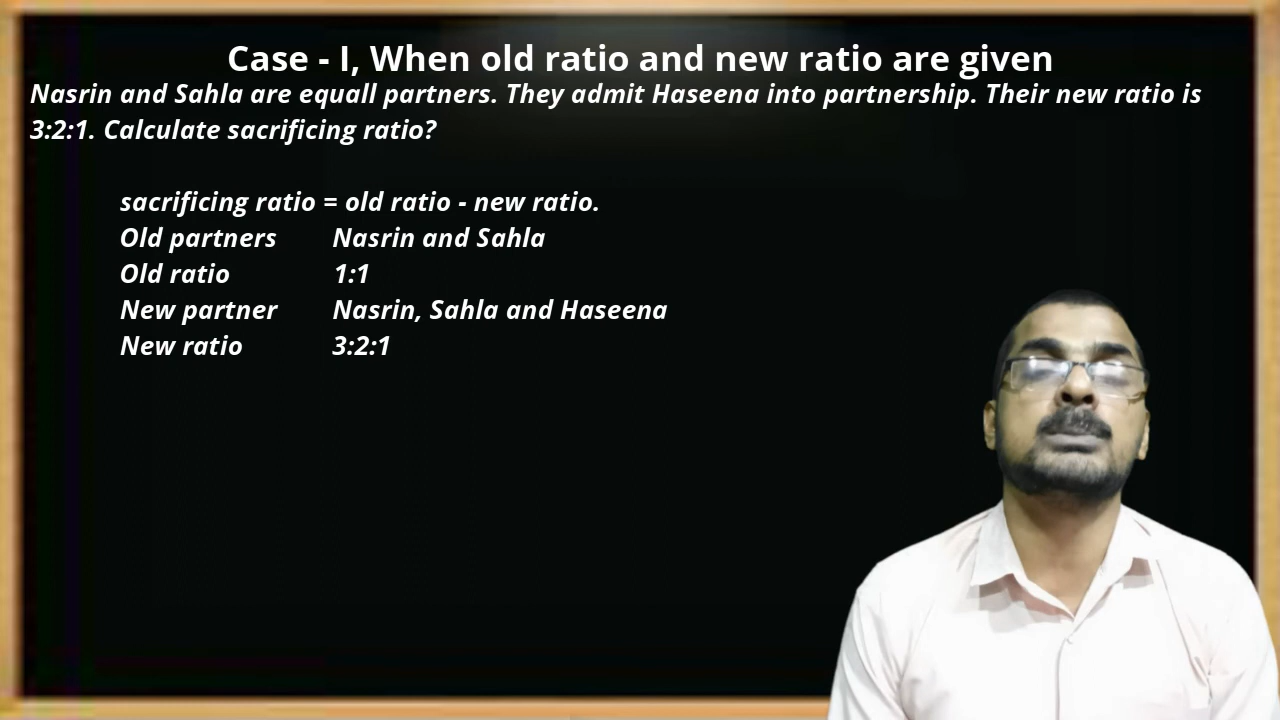 Case - I, When old ratio and new ratio are given
Nasrin and Sahla are equall partners. They admit Haseena into partnership. Their new ratio is
3:2:1. Calculate sacrificing ratio?
sacrificing ratio = old ratio - new ratio.
Old partners Nasrin and Sahla
Old ratio 1:1
New partner Nasrin, Sahla and Haseena
New ratio 3:2:1